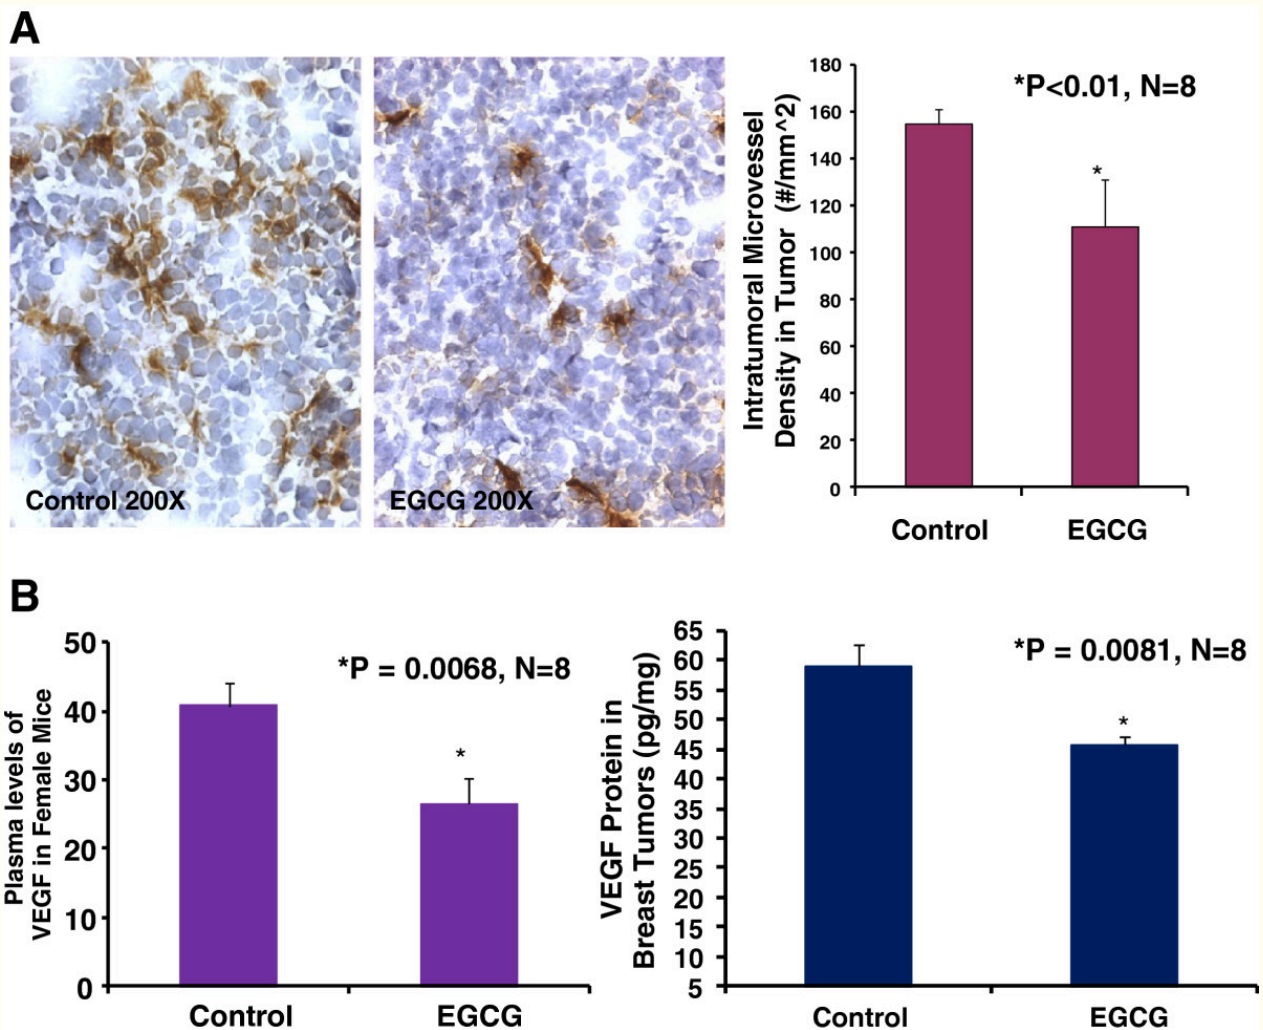 A
Control 200X
EGCG 200X
Intratumoral Microvessel
Density in Tumor (#/mm^2)
180
160
140
120
100
80
60
40
20
0
*P<0.01, N=8
*
Control
EGCG
B
Plasma levels of
VEGF in Female Mice
50
40
30
20
10
0
*P = 0.0068, N=8
*
Control
EGCG
VEGF Protein in
Breast Tumors (pg/mg)
65
60
55
50
45
40
35
30
25
20
15
10
5
*P = 0.0081, N=8
*
Control
EGCG